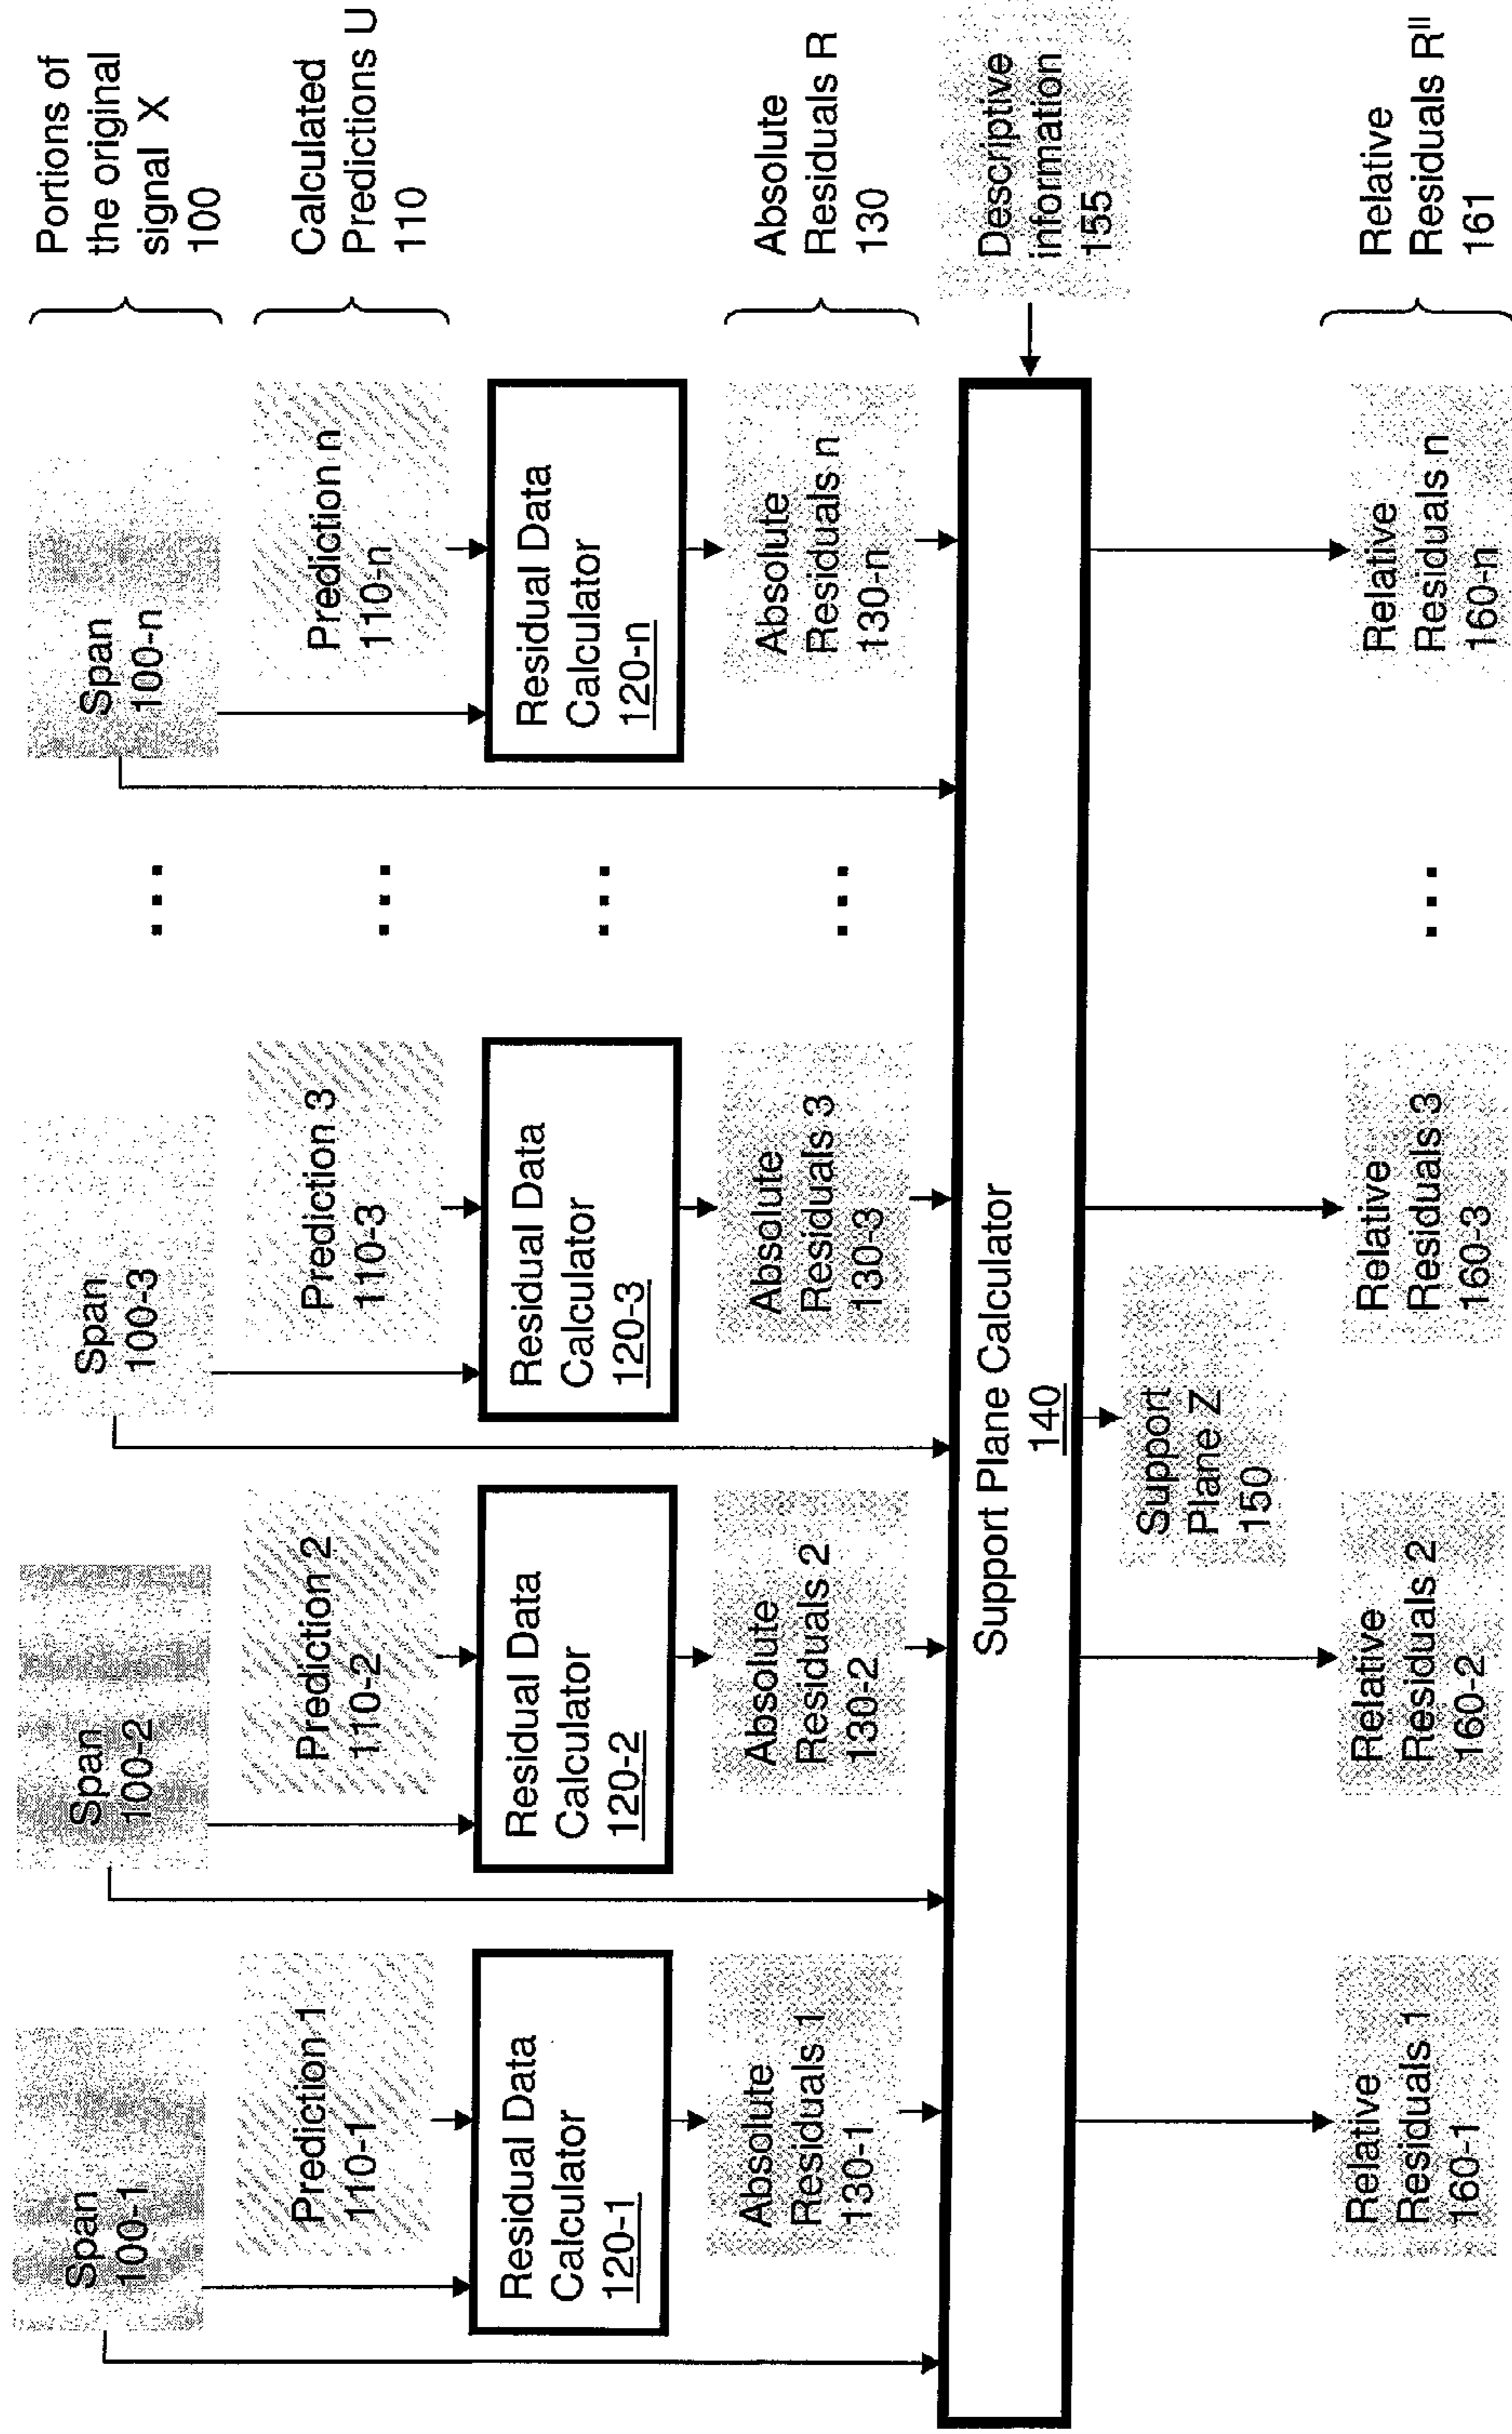 Span
100-1
Span
100-2
Span
100-3
...
Span
100-n
Portions of
the original
signal X
100
Prediction 1
110-1
Prediction 2
110-2
Prediction 3
110-3
...
Prediction n
110-n
Calculated
Predictions U
110
Residual Data
Calculator
120-1
Residual Data
Calculator
120-2
Residual Data
Calculator
120-3
...
Residual Data
Calculator
120-n
Absolute
Residuals 1
130-1
Absolute
Residuals 2
130-2
Absolute
Residuals 3
130-3
...
Absolute
Residuals n
130-n
Absolute
Residuals R
130
Support Plane Calculator
140
Descriptive
information
155
Support
Plane Z
150
Relative
Residuals 1
160-1
Relative
Residuals 2
160-2
Relative
Residuals 3
160-3
...
Relative
Residuals n
160-n
Relative
Residuals R"
161